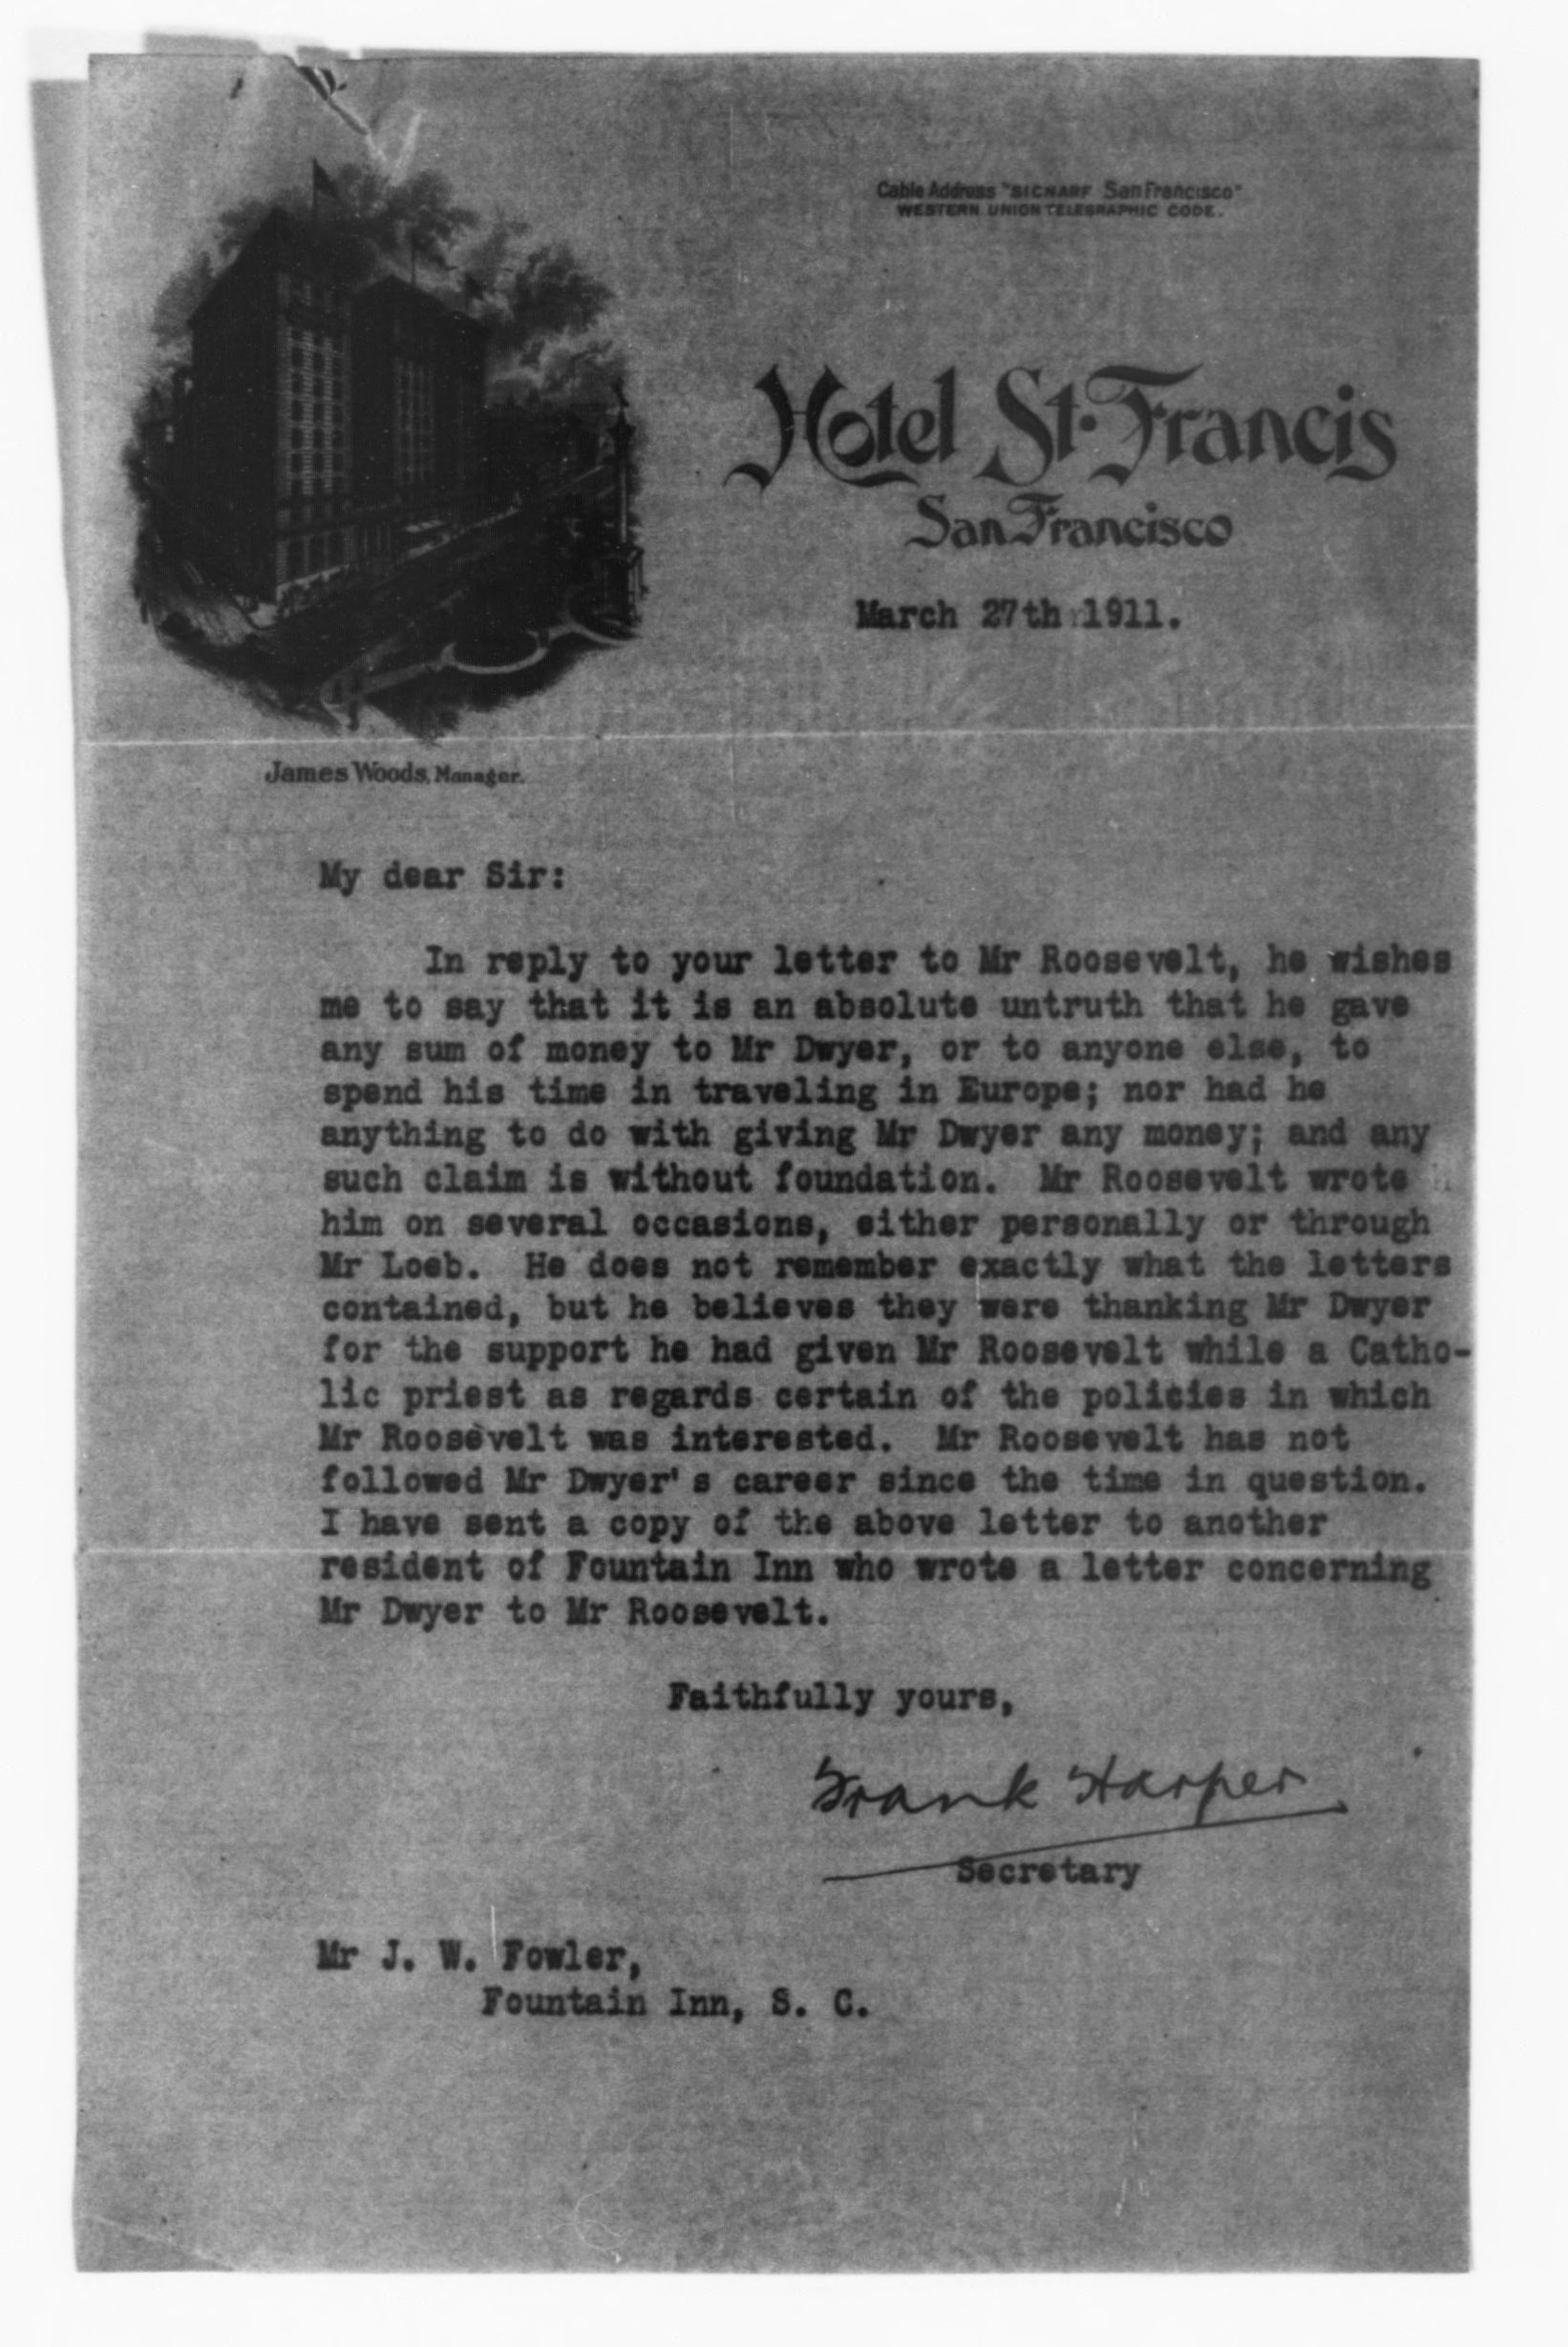 Cable Address "SICNARF San Francisco"
WESTERN UNION TELEGRAPHIC CODE.
Hotel St. Francis
San Francisco
March 27th 1911.
James Woods, Manager.
My dear Sir:
In reply to your letter to Mr Roosevelt, he wishes
me to say that it is an absolute untruth that he gave
any sum of money to Mr Dwyer, or to anyone else, to
spend his time in traveling in Europe; nor had he
anything to do with giving Mr Dwyer any money; and any
such claim is without foundation. Mr Roosevelt wrote
him on several occasions, either personally or through
Mr Loeb. He does not remember exactly what the letters
contained, but he believes they were thanking Mr Dwyer
for the support he had given Mr Roosevelt while a Catho-
lic priest as regards certain of the policies in which
Mr Roosevelt was interested. Mr Roosevelt has not
followed Mr Dwyer's career since the time in question.
I have sent a copy of the above letter to another
resident of Fountain Inn who wrote a letter concerning
Mr Dwyer to Mr Roosevelt.
Faithfully yours,
Frank Harper
Secretary
Mr J. W. Fowler,
Fountain Inn, S. C.